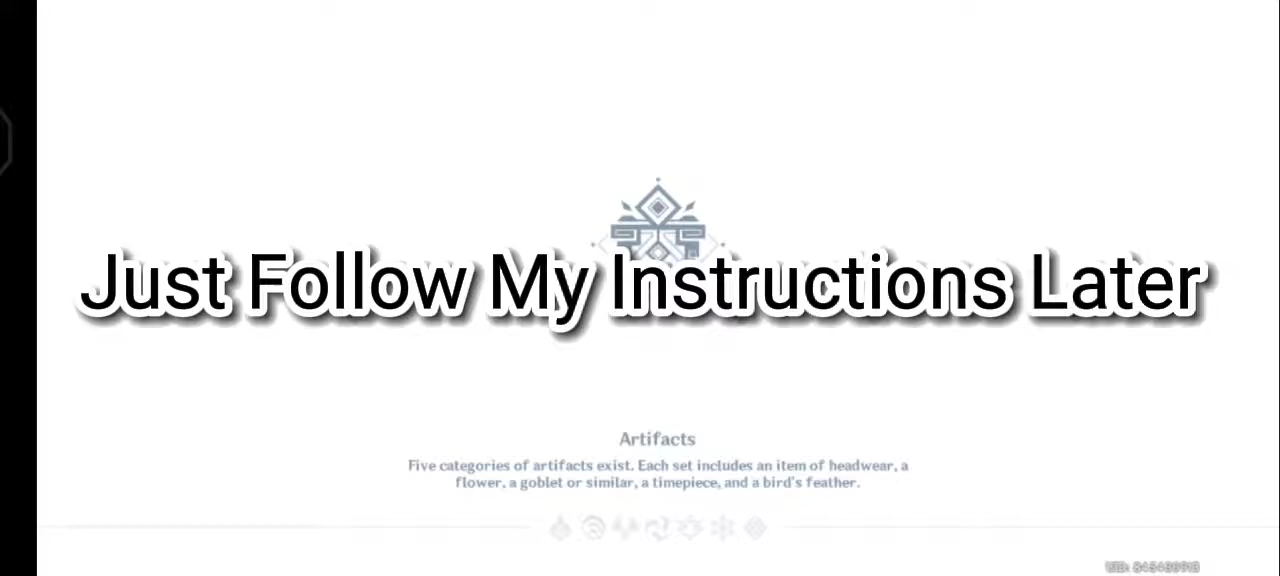 Just Follow My Instructions Later
Artifacts
Five categories of artifacts exist. Each set includes an item of headwear, a
flower, a goblet or similar, a timepiece, and a bird's feather.